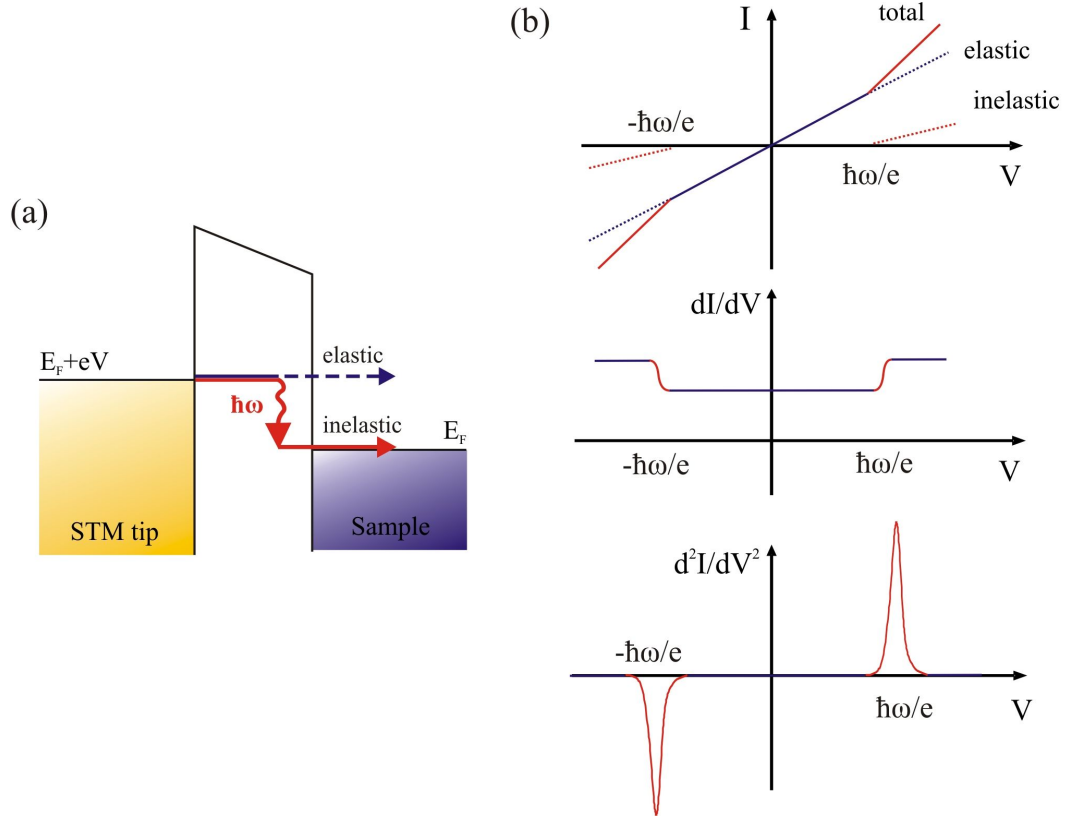 (a)
E_F+eV
elastic
ħω
inelastic
E_F
STM tip
Sample
(b)
I
total
elastic
inelastic
-ħω/e
ħω/e
V
dI/dV
-ħω/e
ħω/e
V
d²I/dV²
-ħω/e
ħω/e
V